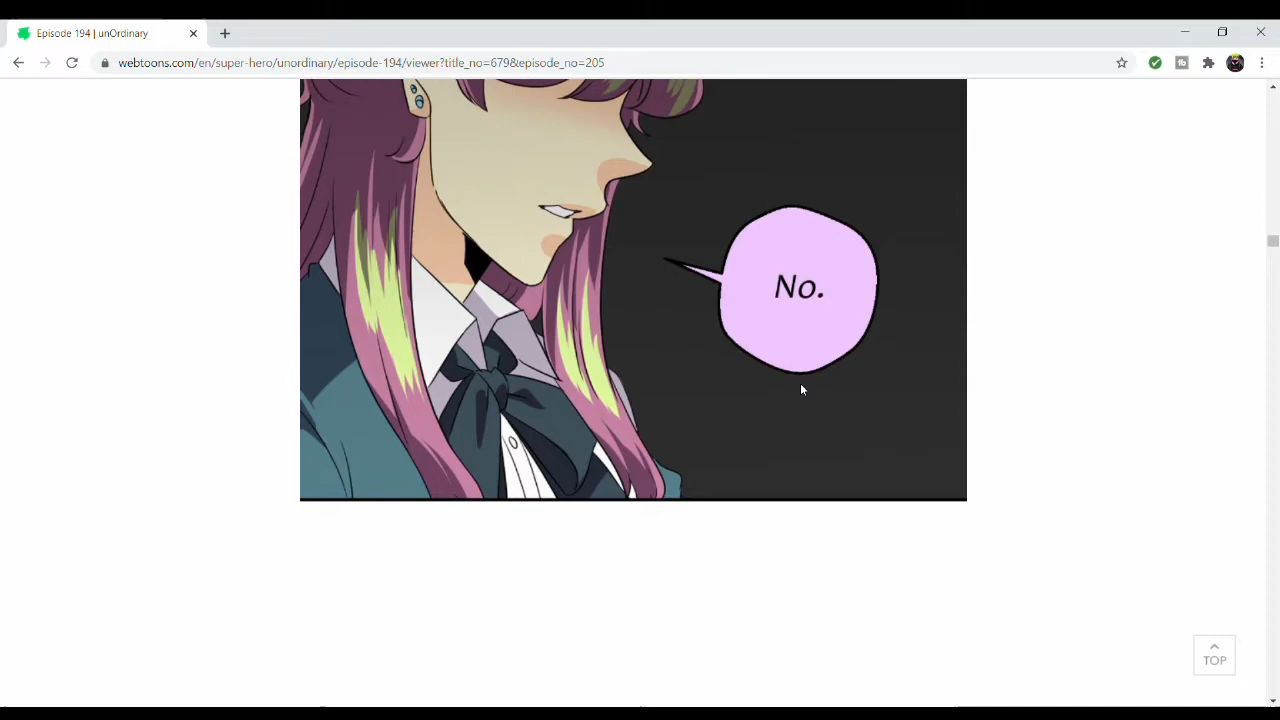 Episode 194 | unOrdinary
webtoons.com/en/super-hero/unordinary/episode-194/viewer?title_no=679&episode_no=205
No.
TOP